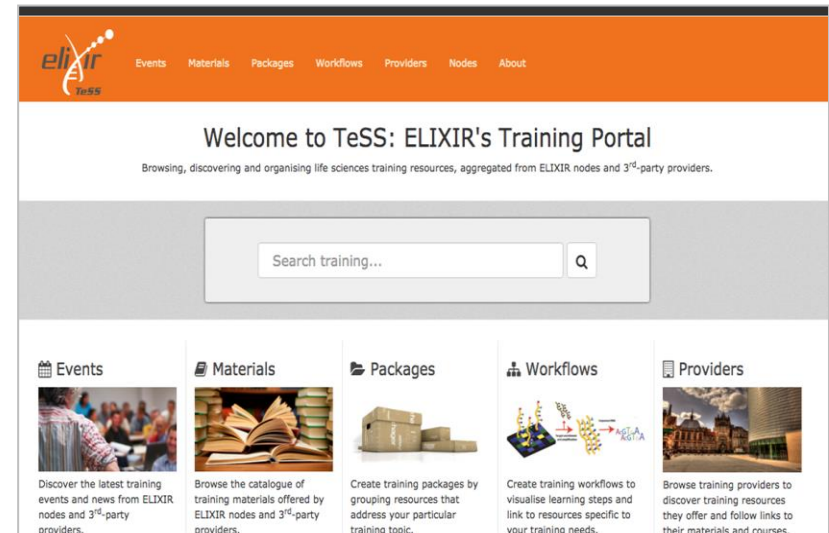 elixir
TeSS
Events Materials Packages Workflows Providers Nodes About
Welcome to TeSS: ELIXIR's Training Portal
Browsing, discovering and organising life sciences training resources, aggregated from ELIXIR nodes and 3rd-party providers.
Search training...
Events
Discover the latest training
events and news from ELIXIR
nodes and 3rd-party
providers.
Materials
Browse the catalogue of
training materials offered by
ELIXIR nodes and 3rd-party
providers.
Packages
Create training packages by
grouping resources that
address your particular
training topic.
Workflows
Create training workflows to
visualise learning steps and
link to resources specific to
your training needs.
Providers
Browse training providers to
discover training resources
they offer and follow links to
their materials and courses.